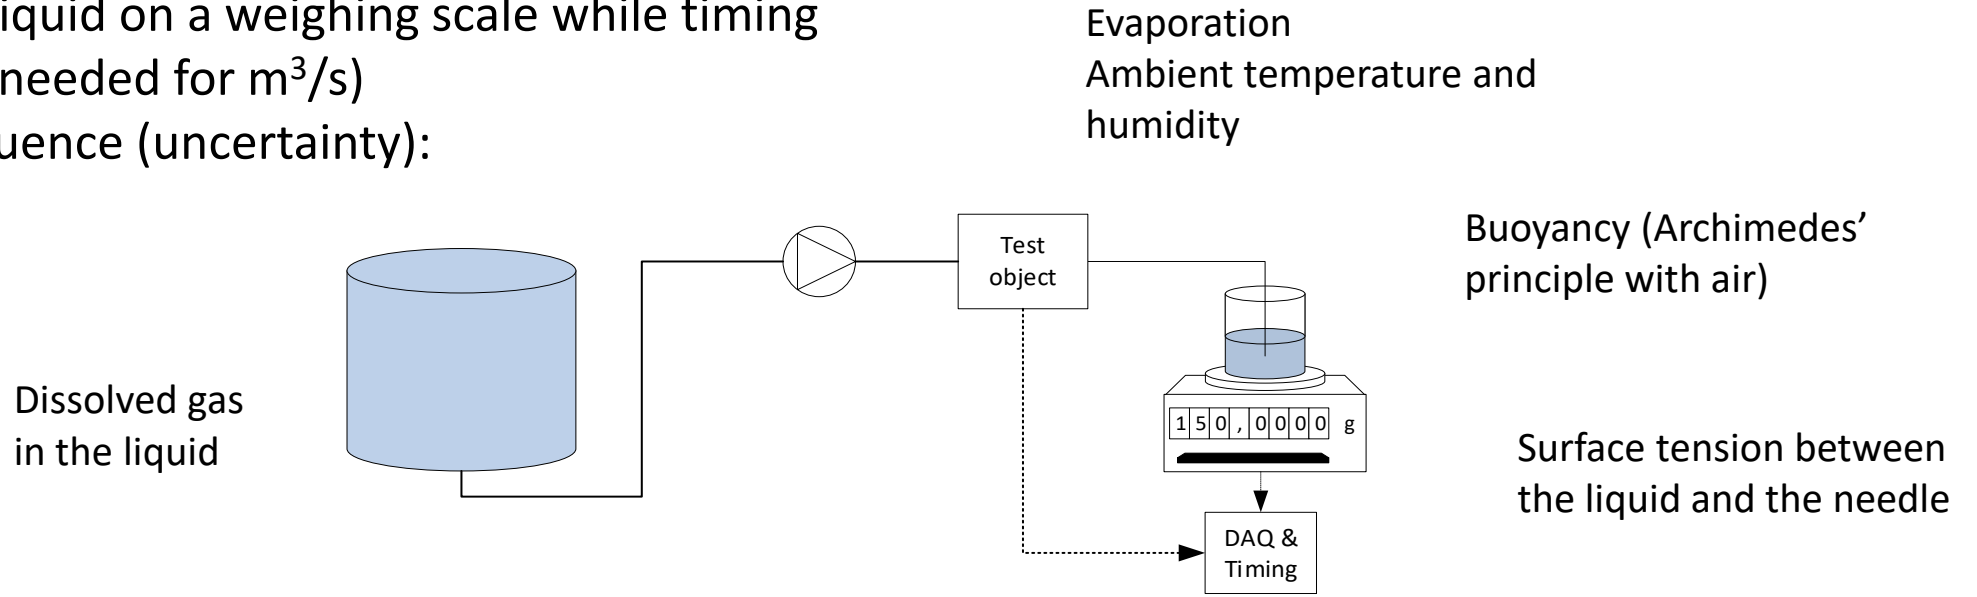 iquid on a weighing scale while timing
needed for m³/s)
uence (uncertainty):
Evaporation
Ambient temperature and
humidity
Test
object
Buoyancy (Archimedes’
principle with air)
Dissolved gas
in the liquid
150,0000 g
Surface tension between
the liquid and the needle
DAQ &
Timing